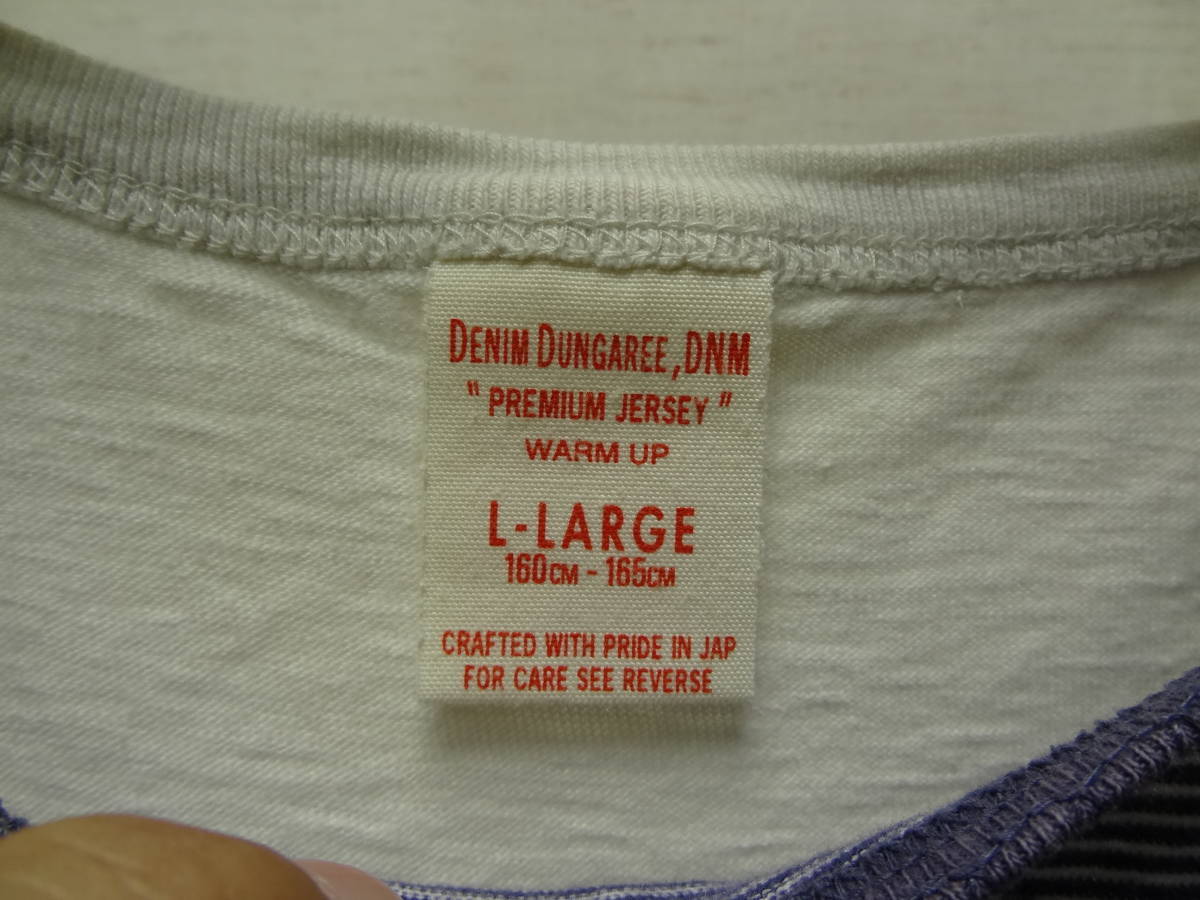 DENIM DUNGAREE, DNM
" PREMIUM JERSEY "
WARM UP
L-LARGE
160CM - 165CM
CRAFTED WITH PRIDE IN JAP
FOR CARE SEE REVERSE